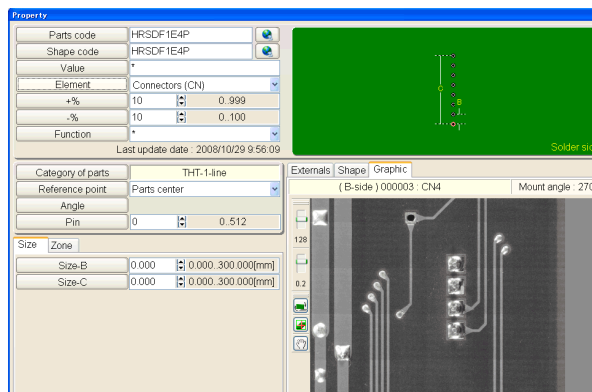 Property
Parts code HRSDF1E4P
Shape code HRSDF1E4P
Value *
Element Connectors (CN)
+% 10 0..999
-% 10 0..100
Function *
Last update date : 2008/10/29 9:56:09
C
B
Solder sid
Category of parts THT-1-line
Reference point Parts center
Angle
Pin 0 0..512
Size Zone
Size-B 0.000 0.000..300.000[mm]
Size-C 0.000 0.000..300.000[mm]
Externals Shape Graphic
( B-side ) 000003 : CN4 Mount angle : 270
128
0.2